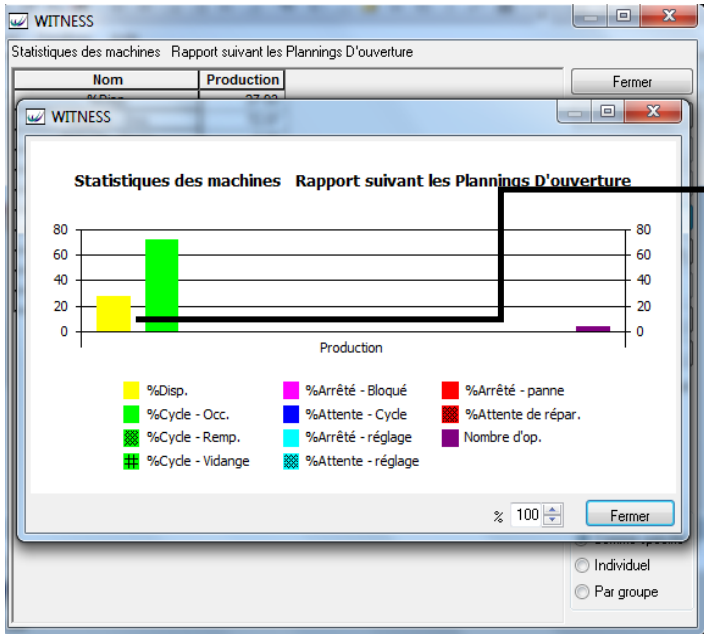 WITNESS
Statistiques des machines Rapport suivant les Plannings D'ouverture
Nom Production
Fermer
WITNESS
Statistiques des machines Rapport suivant les Plannings D'ouverture
80 80
60 60
40 40
20 20
0 0
Production
%Disp. %Arrêté - Bloqué %Arrêté - panne
%Cycle - Occ. %Attente - Cycle %Attente de répar.
%Cycle - Remp. %Arrêté - réglage Nombre d'op.
%Cycle - Vidange %Attente - réglage
% 100 Fermer
Individuel
Par groupe